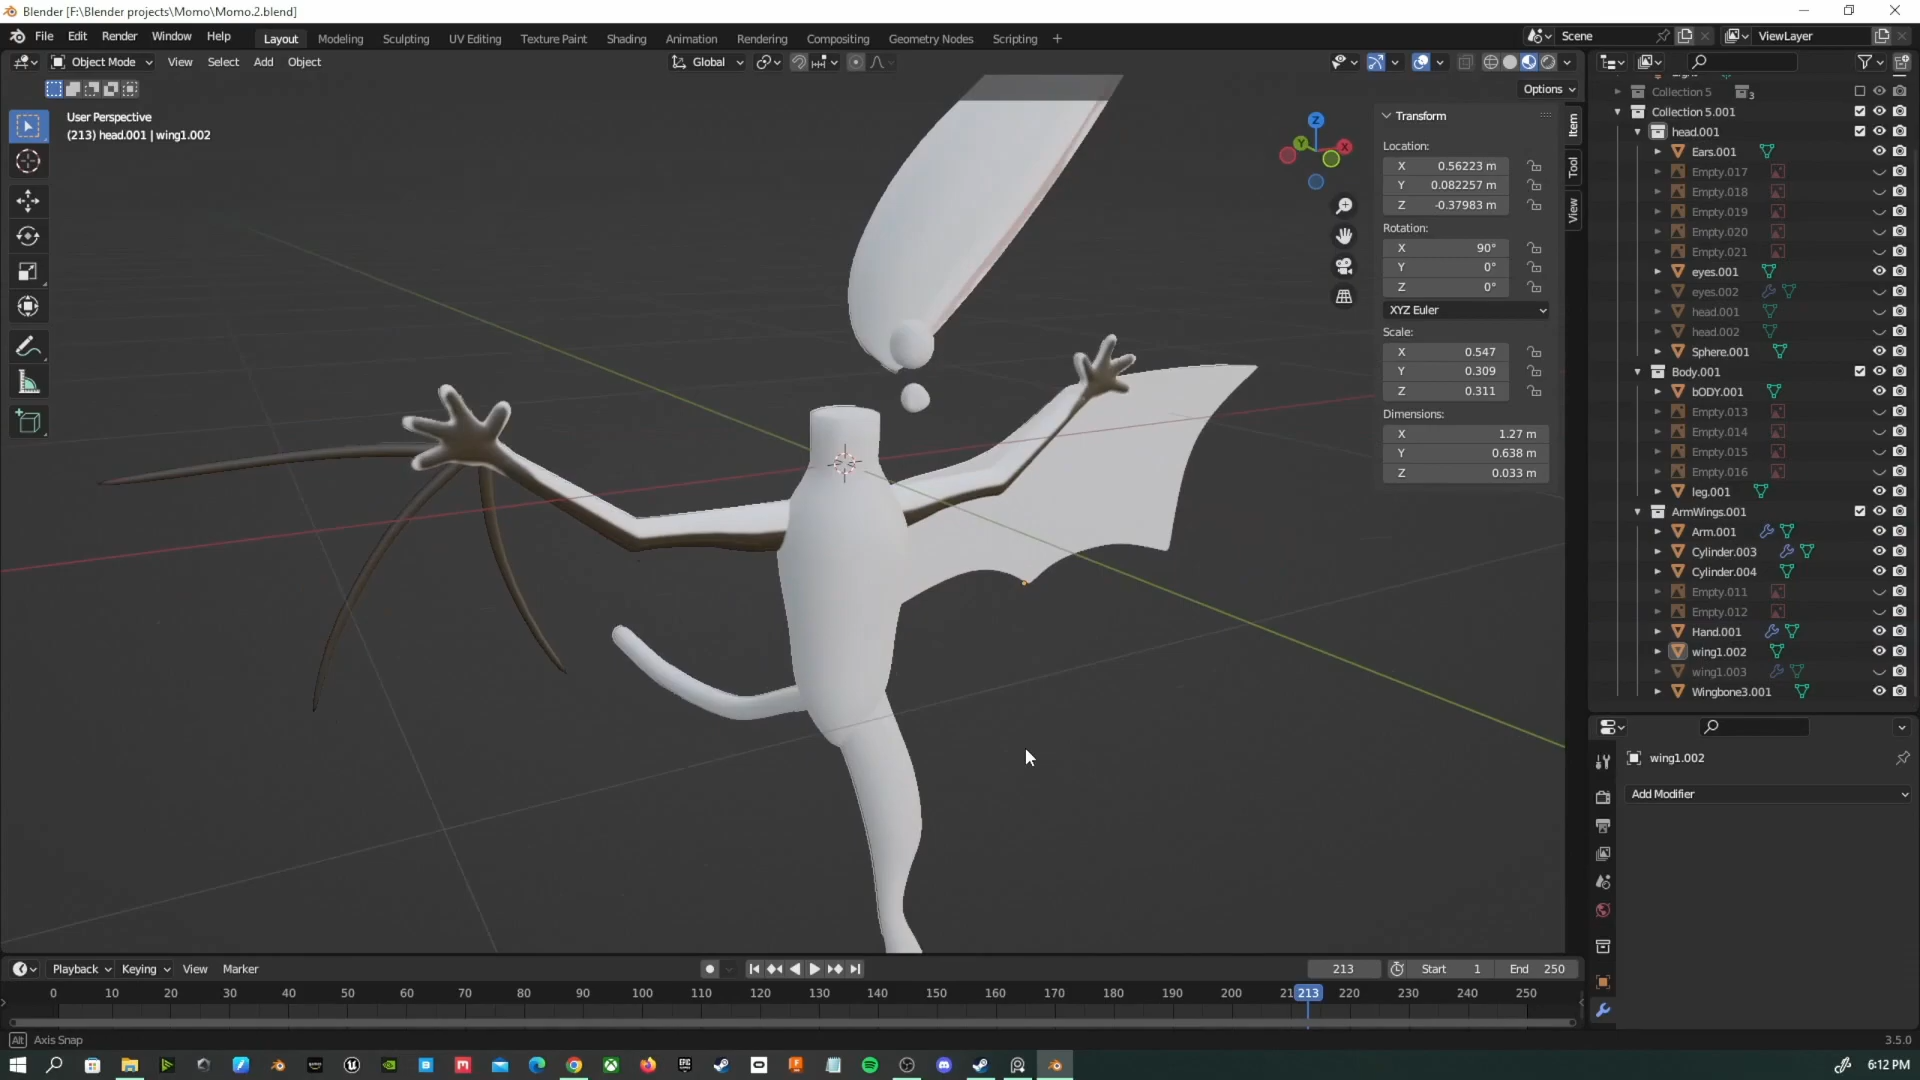 Blender [F:\Blender projects\Momo\Momo.2.blend]
File Edit Render Window Help Layout Modeling Sculpting UV Editing Texture Paint Shading Animation Rendering Compositing Geometry Nodes Scripting + Scene ViewLayer
Object Mode View Select Add Object Global
Options
User Perspective
(213) head.001 | wing1.002
Z
Y
X
Item
Tool
View
Transform
Location:
X 0.56223 m
Y 0.082257 m
Z -0.37983 m
Rotation:
X 90°
Y 0°
Z 0°
XYZ Euler
Scale:
X 0.547
Y 0.309
Z 0.311
Dimensions:
X 1.27 m
Y 0.638 m
Z 0.033 m
Collection 5 3
Collection 5.001
head.001
Ears.001
Empty.017
Empty.018
Empty.019
Empty.020
Empty.021
eyes.001
eyes.002
head.001
head.002
Sphere.001
Body.001
bODY.001
Empty.013
Empty.014
Empty.015
Empty.016
leg.001
ArmWings.001
Arm.001
Cylinder.003
Cylinder.004
Empty.011
Empty.012
Hand.001
wing1.002
wing1.003
Wingbone3.001
wing1.002
Add Modifier
Playback Keying View Marker 213 Start 1 End 250
0 10 20 30 40 50 60 70 80 90 100 110 120 130 140 150 160 170 180 190 200 21 213 220 230 240 250
Alt Axis Snap 3.5.0
6:12 PM